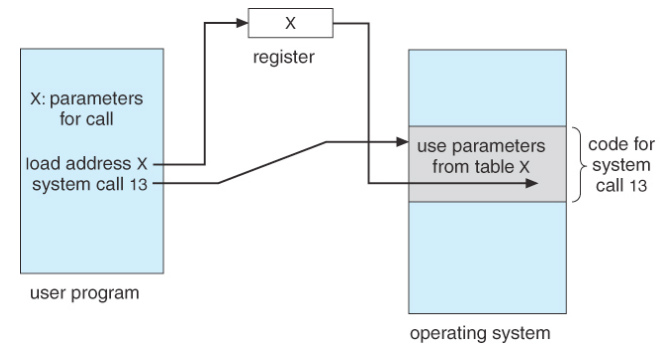 X
register
X: parameters
for call
load address X
system call 13
user program
use parameters
from table X
code for
system
call 13
operating system